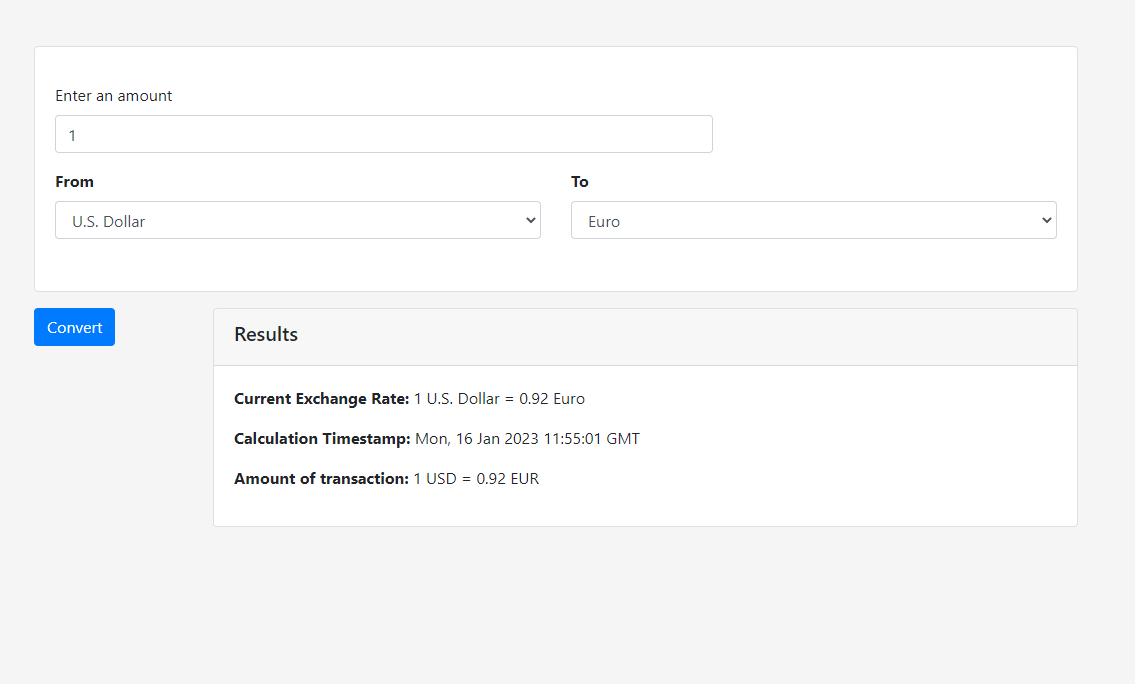 Enter an amount
1
From To
U.S. Dollar Euro
Convert
Results
Current Exchange Rate: 1 U.S. Dollar = 0.92 Euro
Calculation Timestamp: Mon, 16 Jan 2023 11:55:01 GMT
Amount of transaction: 1 USD = 0.92 EUR